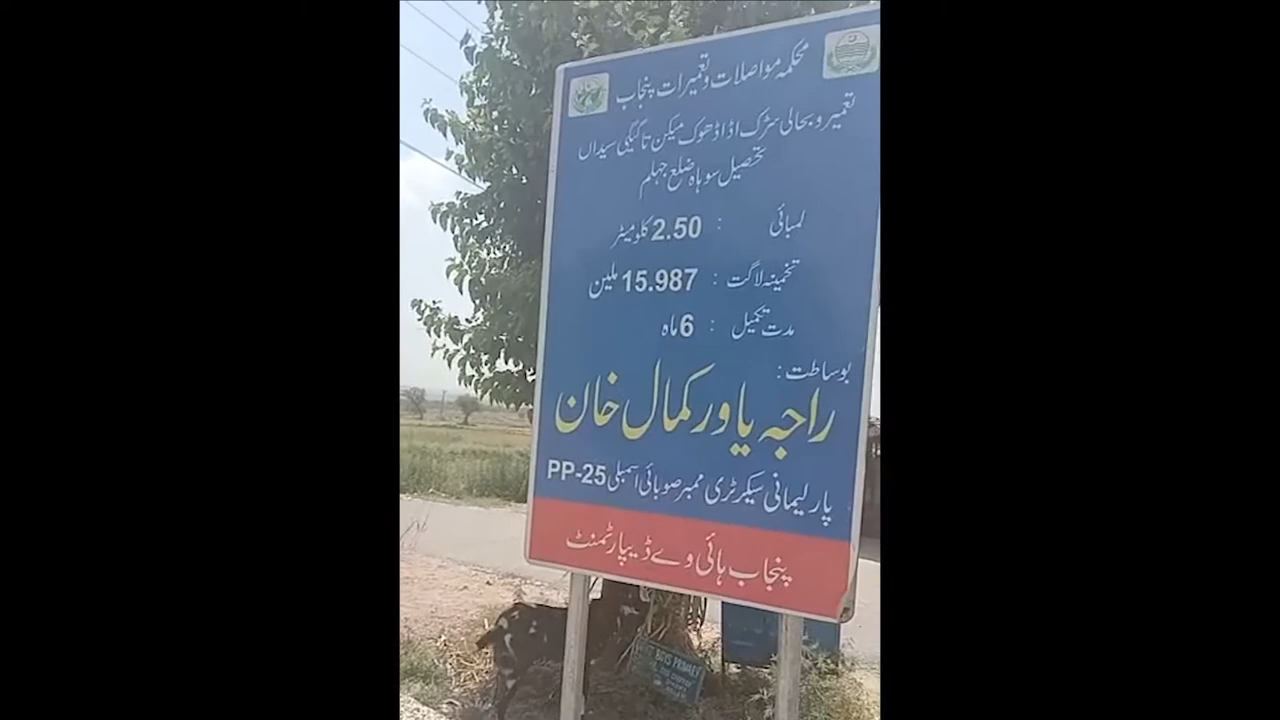 محکمہ مواصلات و تعمیرات پنجاب
تعمیر و بحالی سڑک اڈا ڈھوک میکن تا گیگی سیداں
تحصیل سوہاوہ ضلع جہلم
لمبائی : 2.50 کلومیٹر
تخمینہ لاگت : 15.987 ملین
مدت تکمیل : 6 ماہ
بوساطت:
راجہ یاور کمال خان
پارلیمانی سیکرٹری ممبر صوبائی اسمبلی PP-25
پنجاب ہائی وے ڈیپارٹمنٹ
BOYS PRIMARY